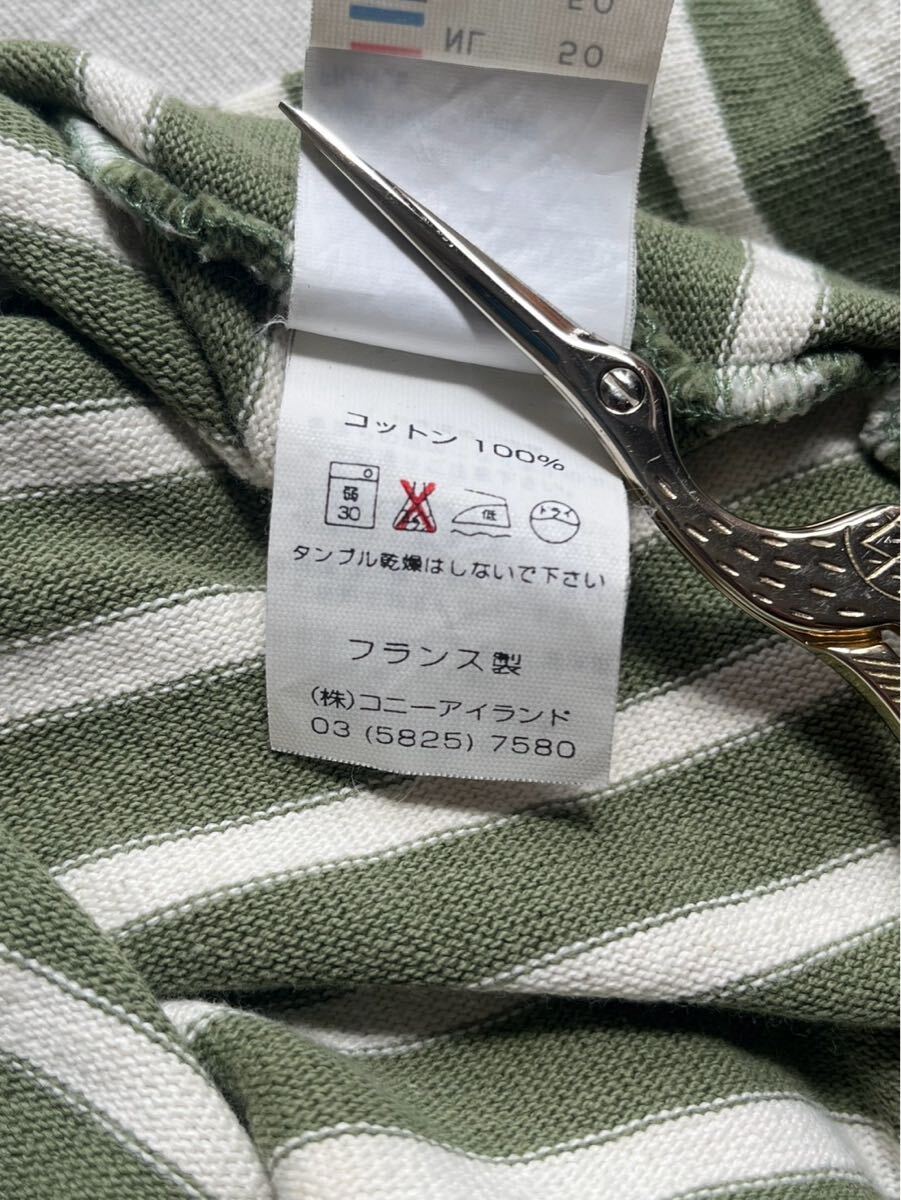 NL 50
コットン 100%
弱 30 低 ドライ
タンブル乾燥はしないで下さい
フランス製
(株)コニーアイランド
03 (5825) 7580